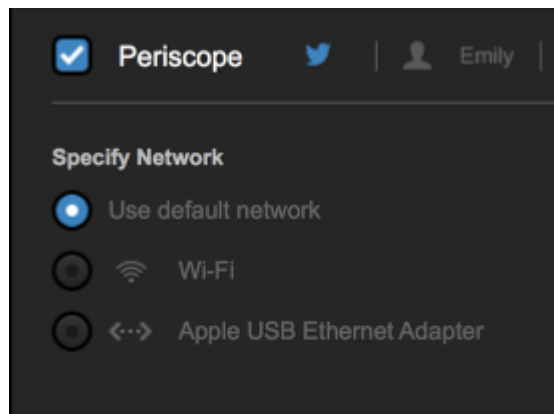 Periscope Emily
Specify Network
Use default network
Wi-Fi
Apple USB Ethernet Adapter